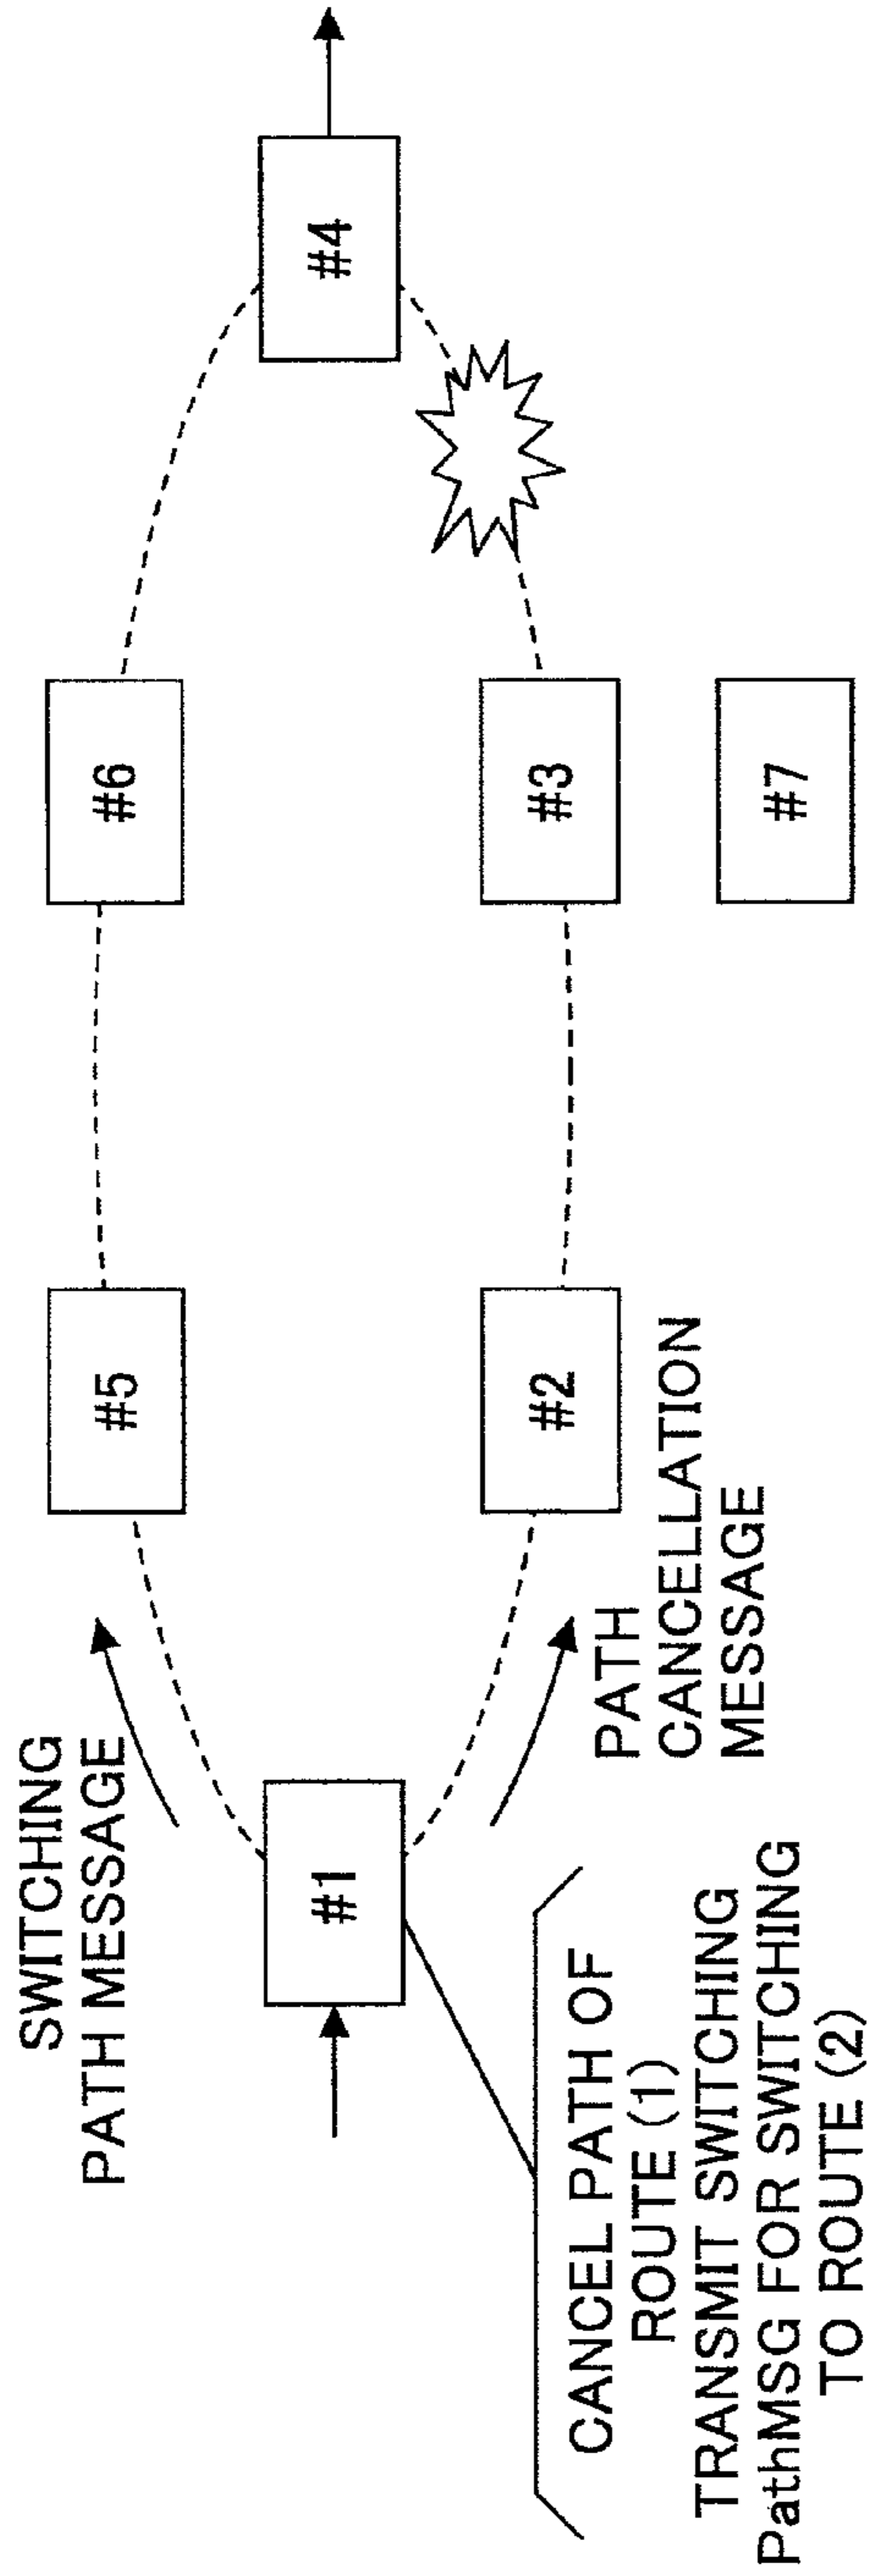 SWITCHING
PATH MESSAGE
#5
#6
#1
#4
#2
#3
#7
PATH
CANCELLATION
MESSAGE
CANCEL PATH OF
ROUTE (1)
TRANSMIT SWITCHING
PathMSG FOR SWITCHING
TO ROUTE (2)